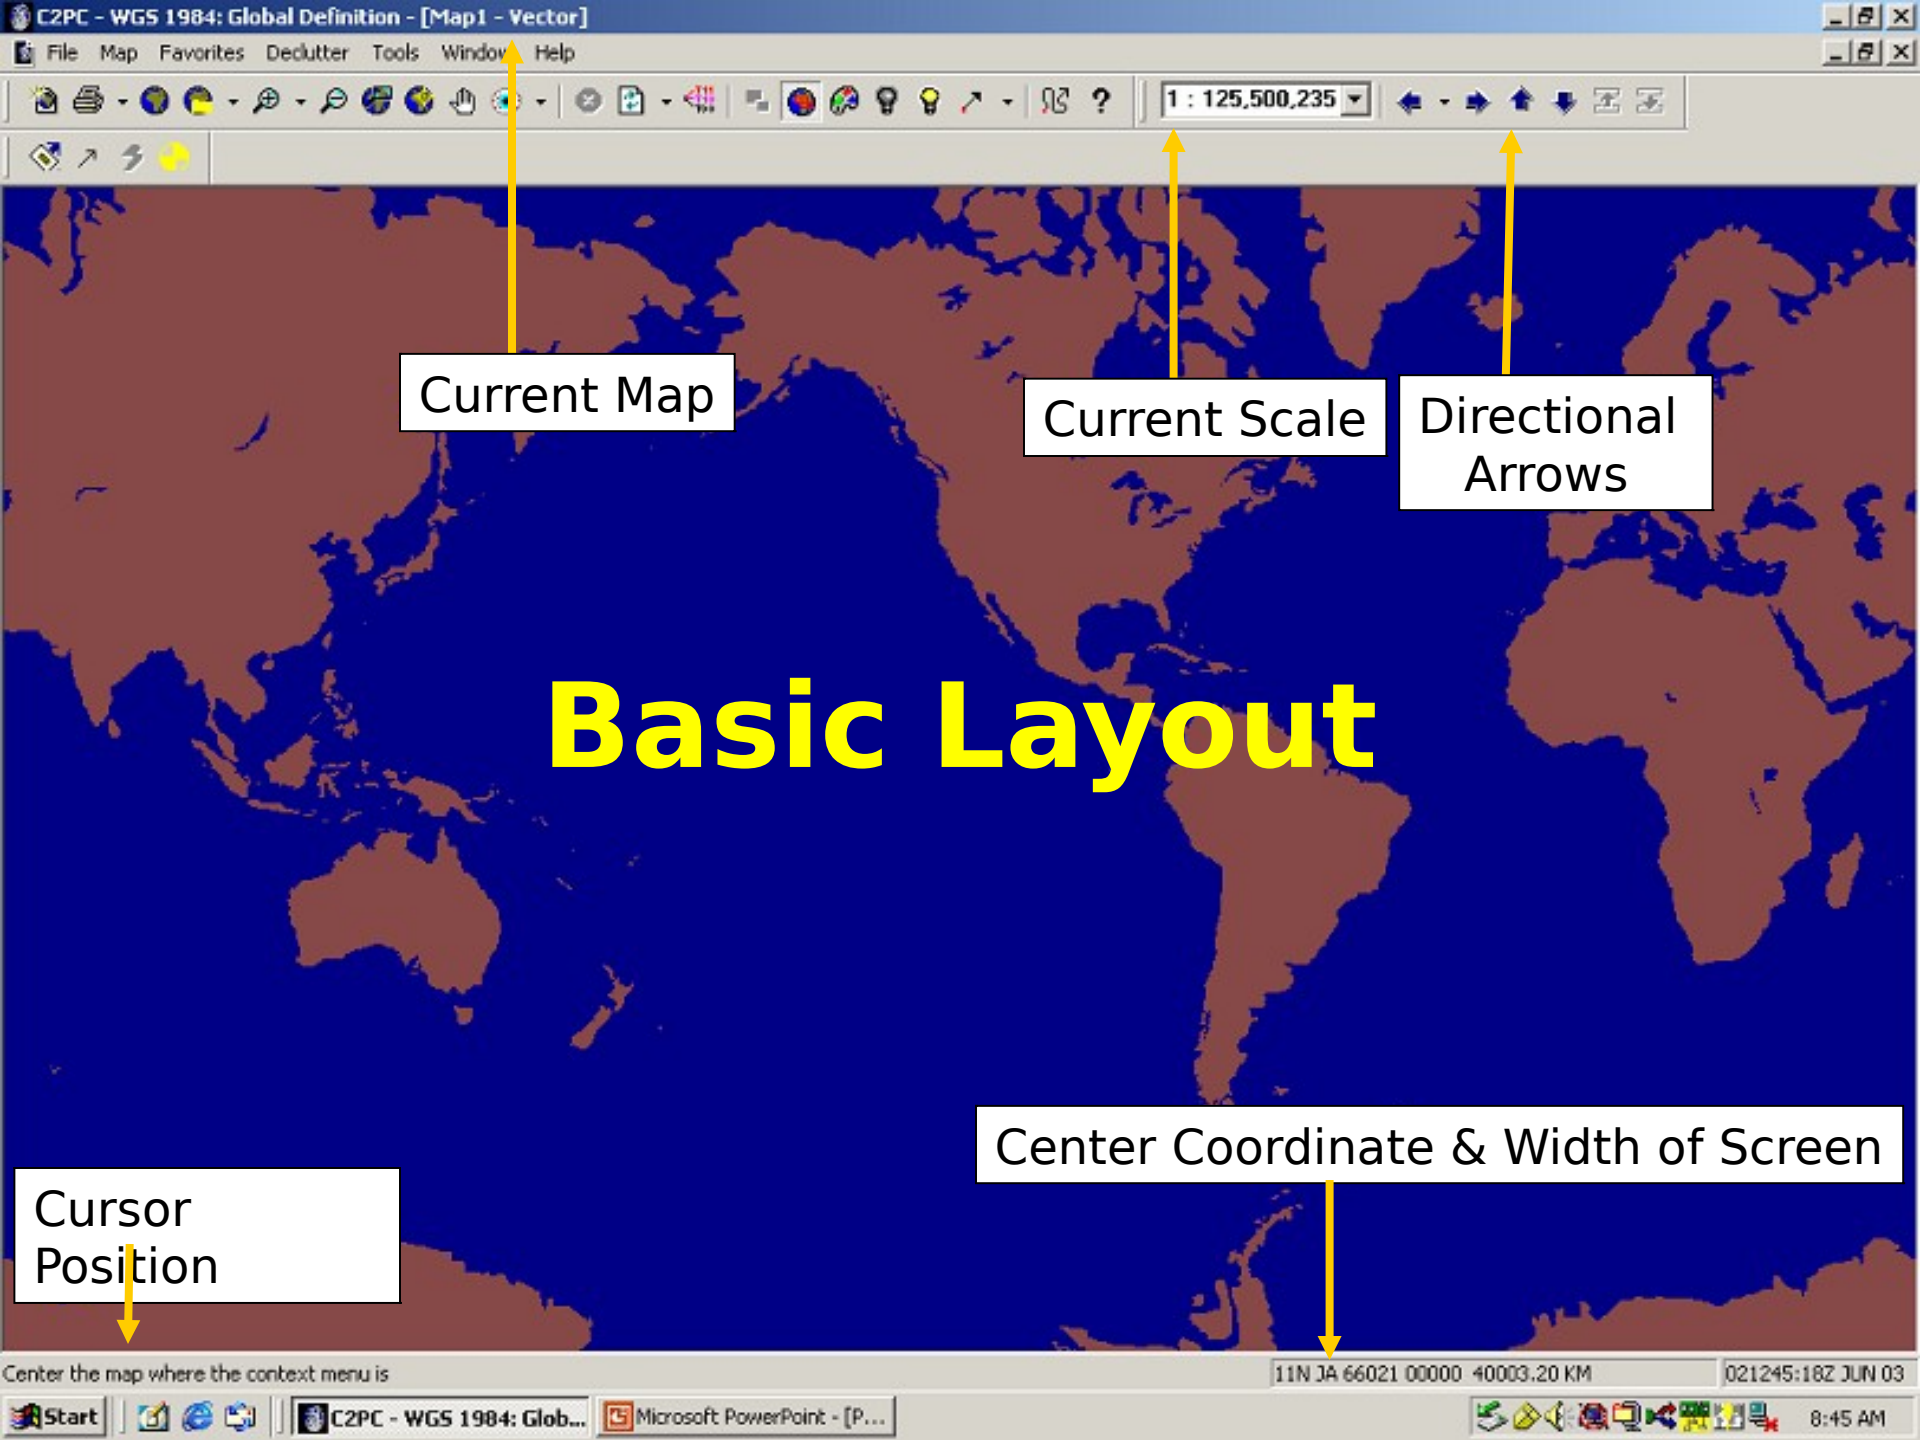 C2PC - WGS 1984: Global Definition - [Map1 - Vector]
File Map Favorites Declutter Tools Window Help
1 : 125,500,235
Current Map
Current Scale
Directional
Arrows
Basic Layout
Center Coordinate & Width of Screen
Cursor
Position
Center the map where the context menu is
11N JA 66021 00000 40003.20 KM
021245:18Z JUN 03
Start
C2PC - WGS 1984: Glob...
Microsoft PowerPoint - [P...
8:45 AM